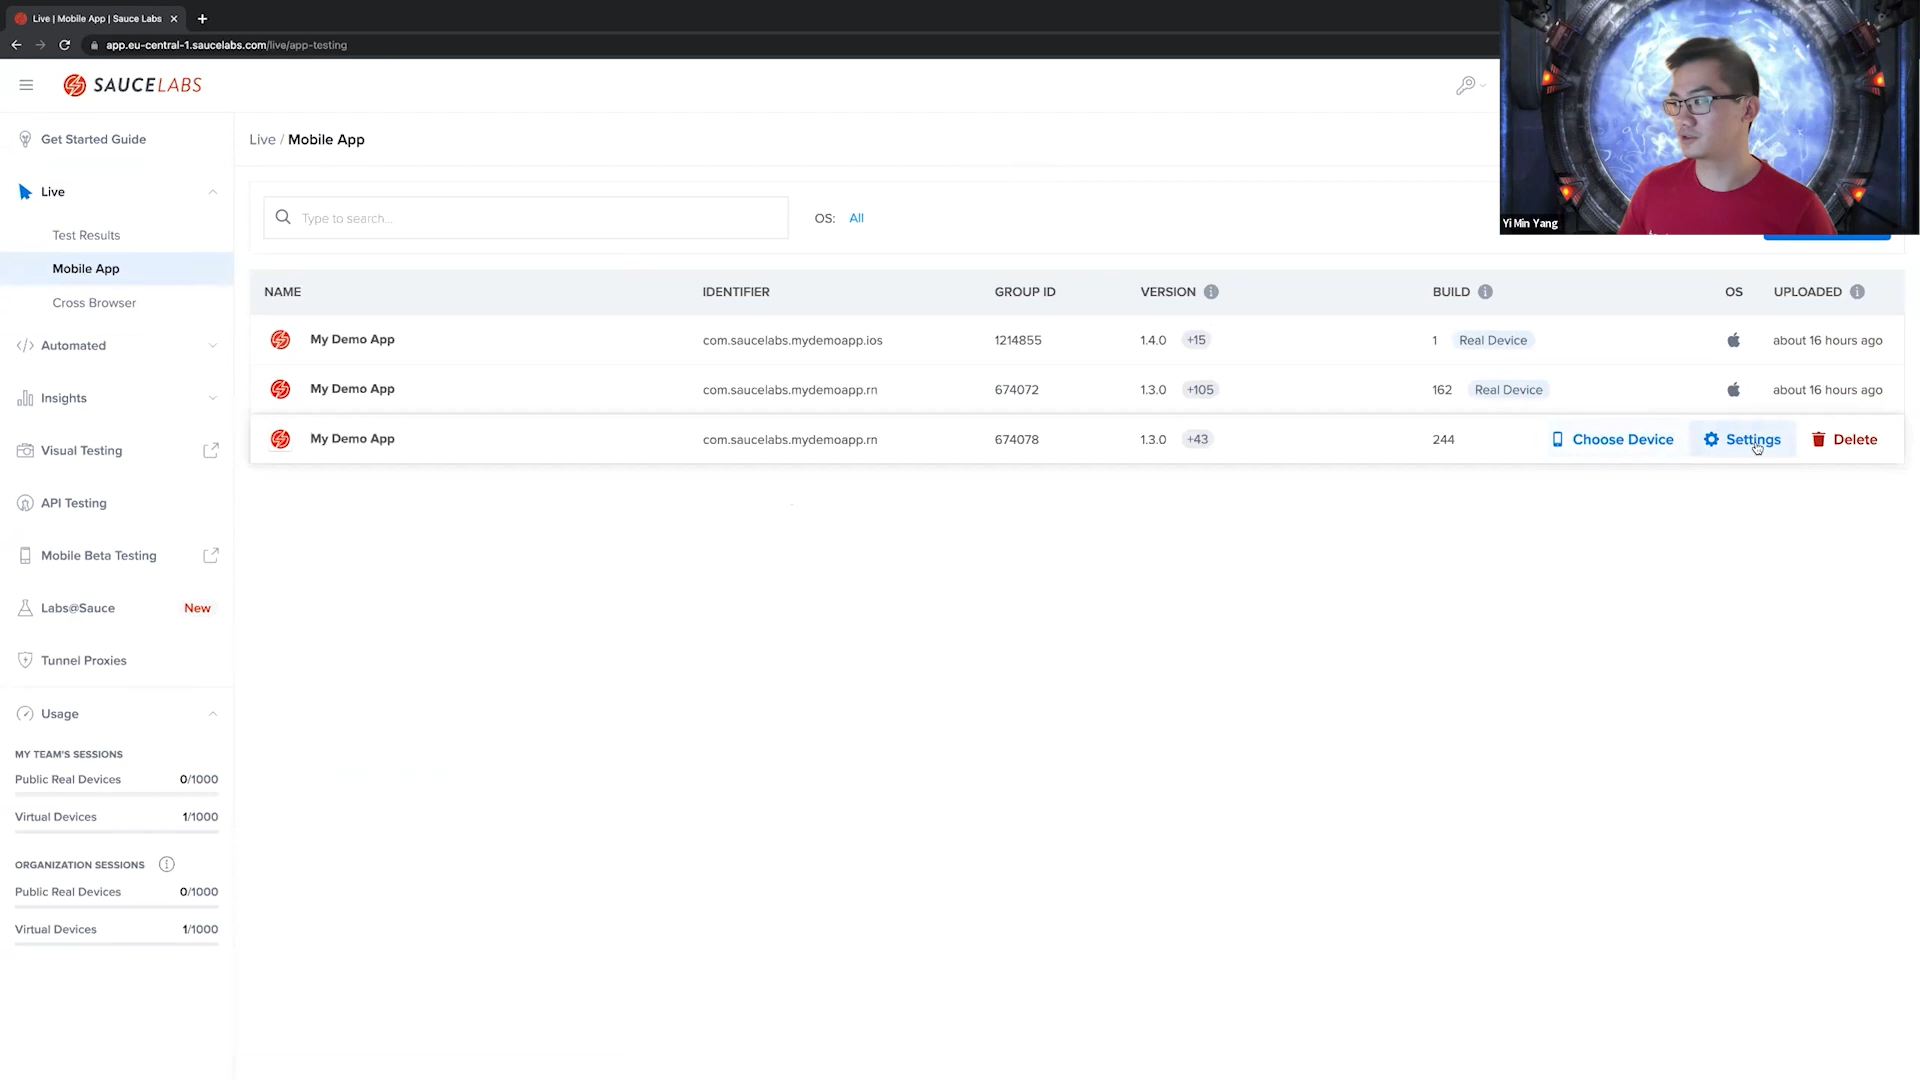 Live | Mobile App | Sauce Labs
app.eu-central-1.saucelabs.com/live/app-testing
SAUCELABS
Yi Min Yang
Get Started Guide
Live
Test Results
Mobile App
Cross Browser
Automated
Insights
Visual Testing
API Testing
Mobile Beta Testing
Labs@Sauce New
Tunnel Proxies
Usage
MY TEAM'S SESSIONS
Public Real Devices 0/1000
Virtual Devices 1/1000
ORGANIZATION SESSIONS
Public Real Devices 0/1000
Virtual Devices 1/1000
Live / Mobile App
Type to search...
OS: All
NAME IDENTIFIER GROUP ID VERSION BUILD OS UPLOADED
My Demo App com.saucelabs.mydemoapp.ios 1214855 1.4.0 +15 1 Real Device about 16 hours ago
My Demo App com.saucelabs.mydemoapp.rn 674072 1.3.0 +105 162 Real Device about 16 hours ago
My Demo App com.saucelabs.mydemoapp.rn 674078 1.3.0 +43 244 Choose Device Settings Delete